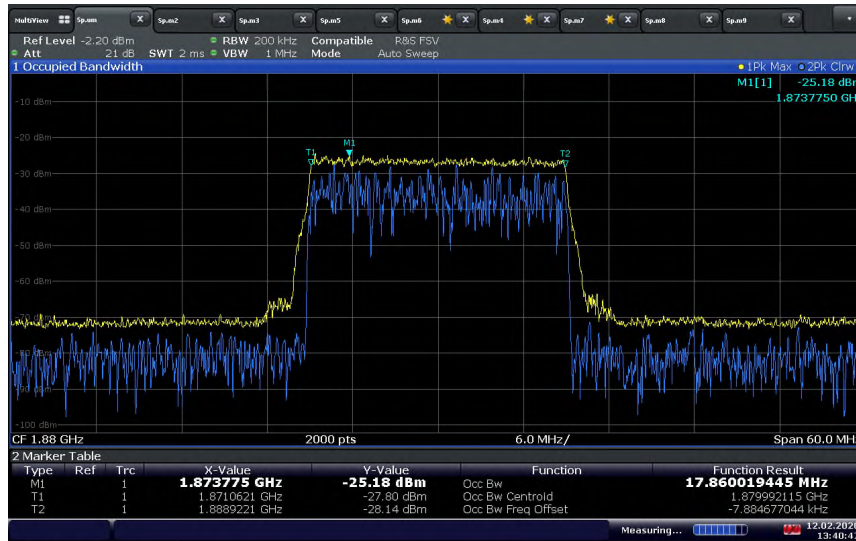 MultiView Sp.um X Sp.m2 X Sp.m3 X Sp.m5 X Sp.m6 X Sp.m4 X Sp.m7 X Sp.m8 X Sp.m9 X
Ref Level -2.20 dBm RBW 200 kHz Compatible R&S FSV
Att 21 dB SWT 2 ms VBW 1 MHz Mode Auto Sweep
1 Occupied Bandwidth 1Pk Max 2Pk Clrw
M1[1] -25.18 dBm
1.8737750 GH
-10 dBm
-20 dBm
M1
T1 T2
-30 dBm
-40 dBm
-50 dBm
-60 dBm
-70 dBm
-80 dBm
-90 dBm
-100 dBm
CF 1.88 GHz 2000 pts 6.0 MHz/ Span 60.0 MH
2 Marker Table
Type Ref Trc X-Value Y-Value Function Function Result
M1 1 1.873775 GHz -25.18 dBm Occ Bw 17.860019445 MHz
T1 1 1.8710621 GHz -27.80 dBm Occ Bw Centroid 1.879992115 GHz
T2 1 1.8889221 GHz -28.14 dBm Occ Bw Freq Offset -7.884677044 kHz
Measuring... 12.02.202
13:40:4